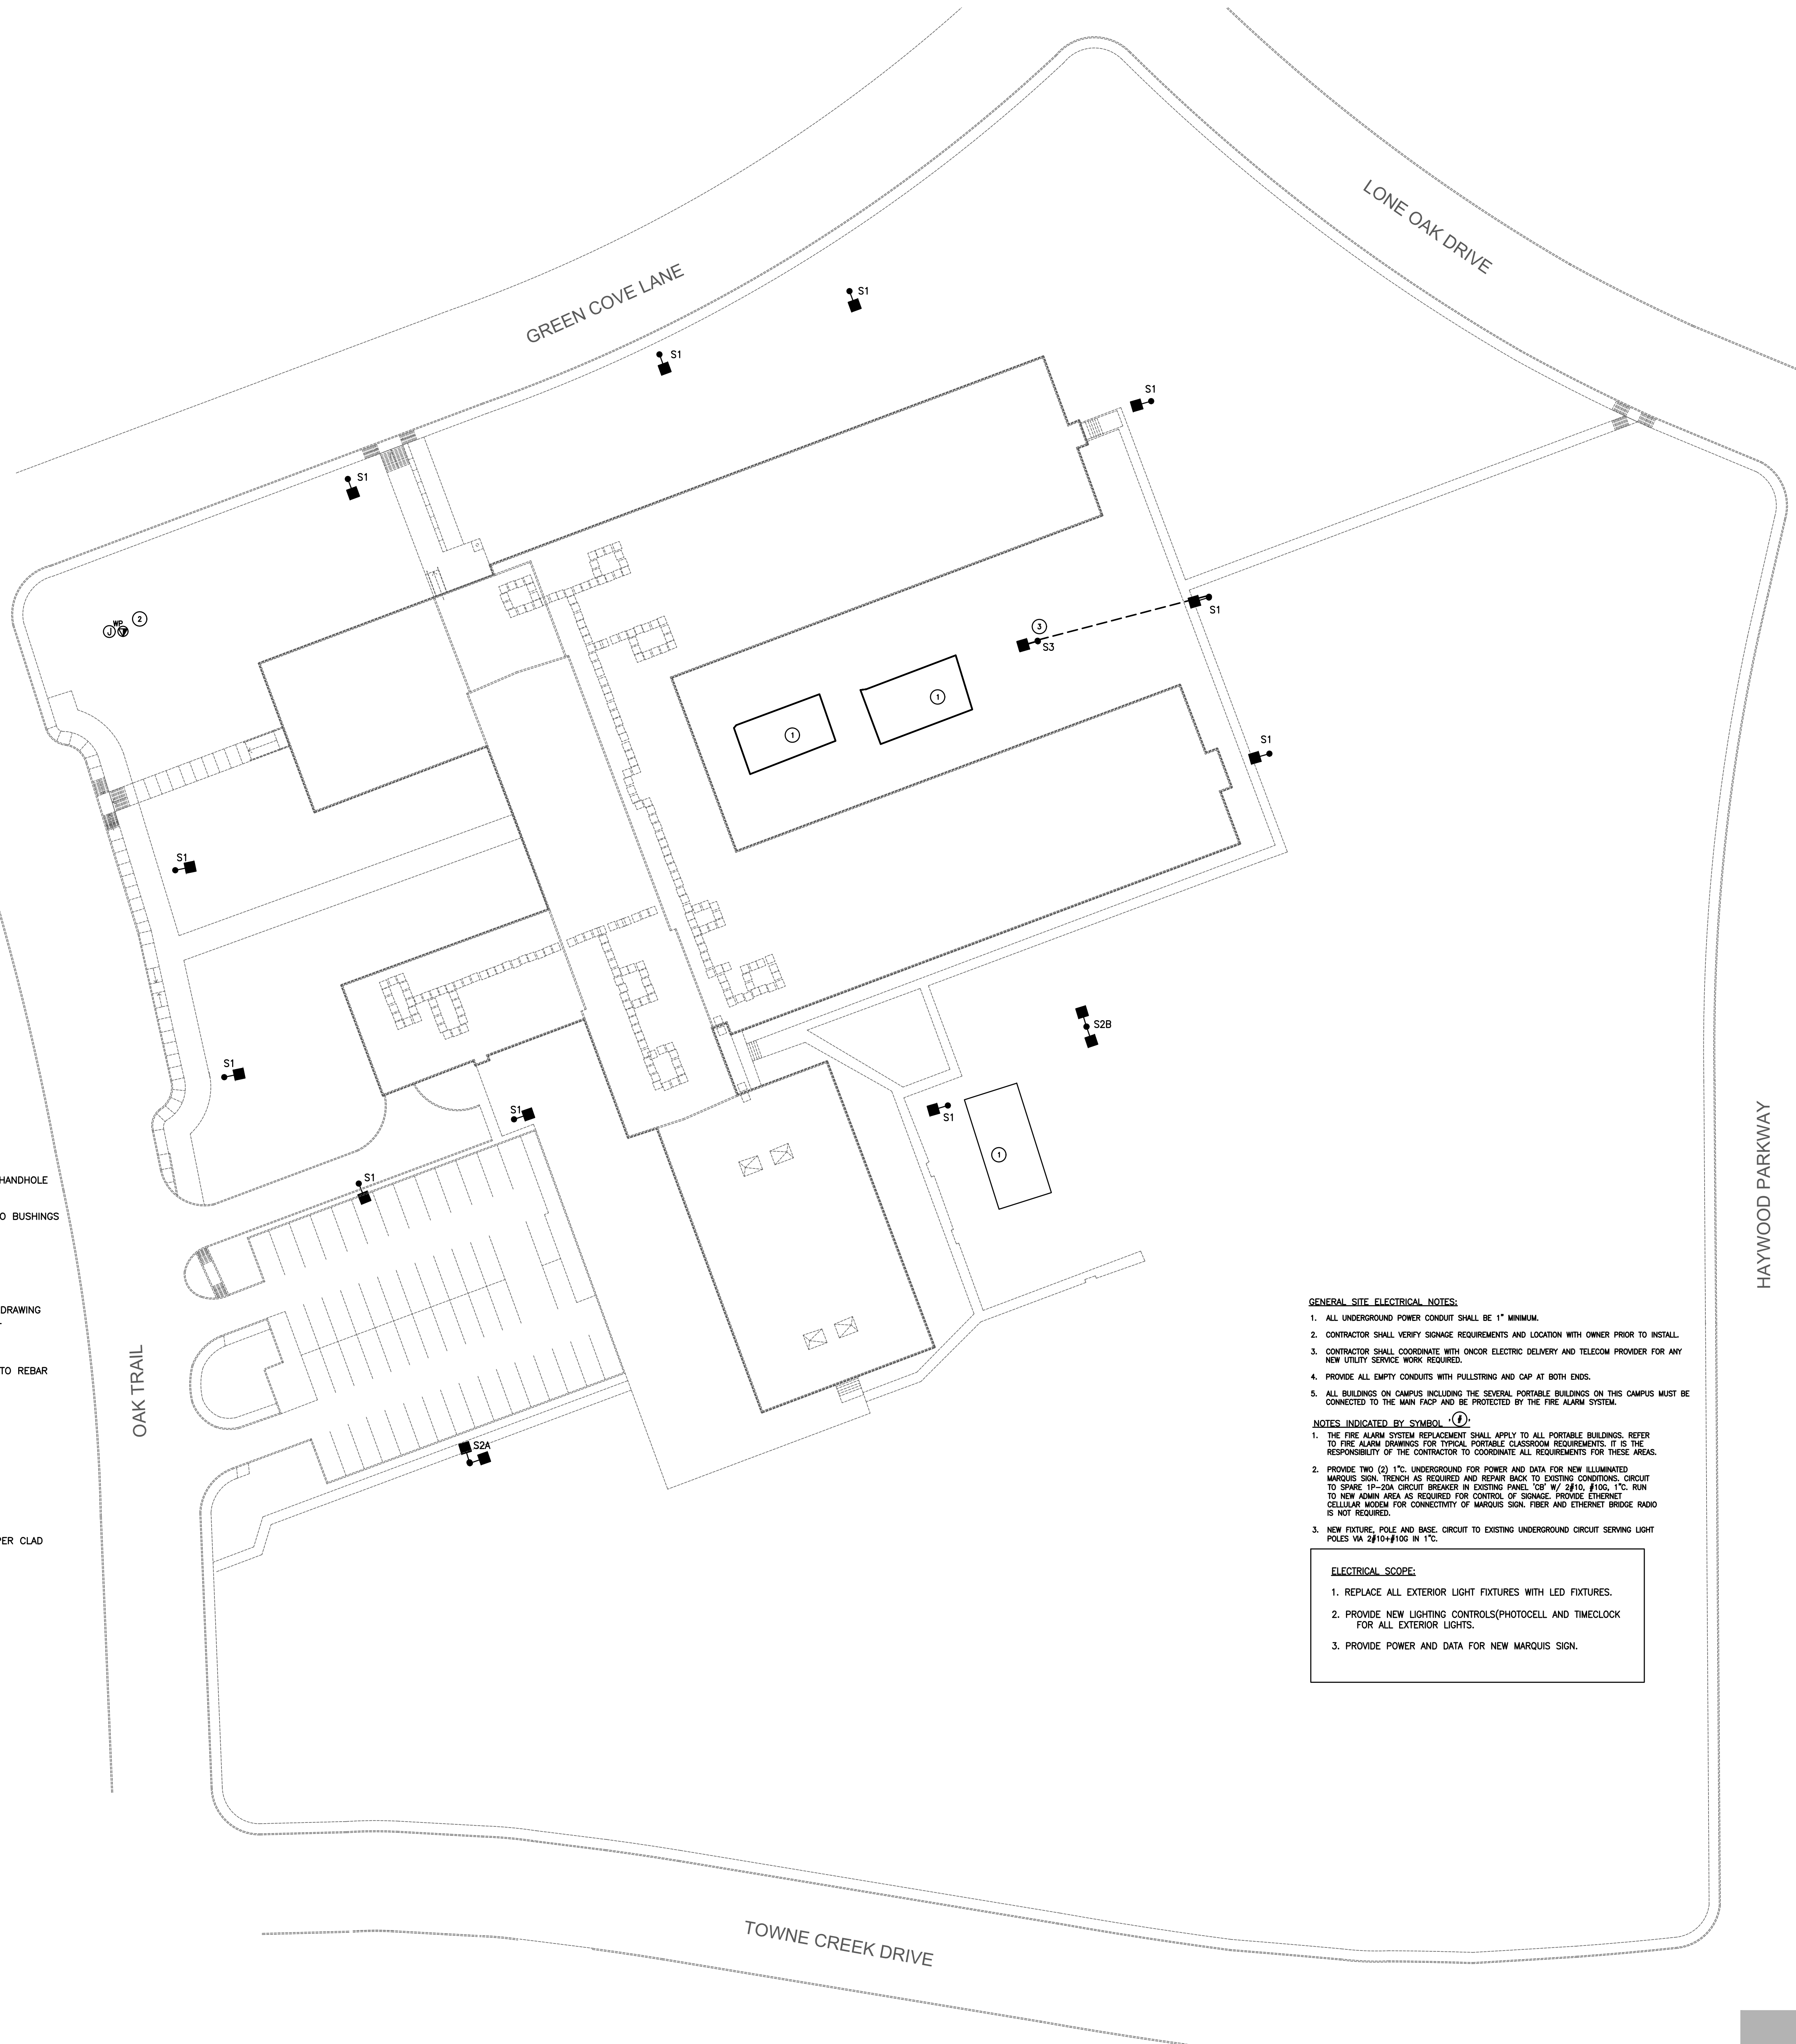 GREEN COVE LANE
LONE OAK DRIVE
S1
S1
S1
S1
WP
J
2
S1
3
S3
1
1
S1
S1
S1
S2B
S1
S1
1
S1
HANDHOLE
O BUSHINGS
DRAWING
TO REBAR
PER CLAD
OAK TRAIL
S2A
HAYWOOD PARKWAY
TOWNE CREEK DRIVE
GENERAL SITE ELECTRICAL NOTES:
1. ALL UNDERGROUND POWER CONDUIT SHALL BE 1" MINIMUM.
2. CONTRACTOR SHALL VERIFY SIGNAGE REQUIREMENTS AND LOCATION WITH OWNER PRIOR TO INSTALL.
3. CONTRACTOR SHALL COORDINATE WITH ONCOR ELECTRIC DELIVERY AND TELECOM PROVIDER FOR ANY
NEW UTILITY SERVICE WORK REQUIRED.
4. PROVIDE ALL EMPTY CONDUITS WITH PULLSTRING AND CAP AT BOTH ENDS.
5. ALL BUILDINGS ON CAMPUS INCLUDING THE SEVERAL PORTABLE BUILDINGS ON THIS CAMPUS MUST BE
CONNECTED TO THE MAIN FACP AND BE PROTECTED BY THE FIRE ALARM SYSTEM.
NOTES INDICATED BY SYMBOL '#'
1. THE FIRE ALARM SYSTEM REPLACEMENT SHALL APPLY TO ALL PORTABLE BUILDINGS. REFER
TO FIRE ALARM DRAWINGS FOR TYPICAL PORTABLE CLASSROOM REQUIREMENTS. IT IS THE
RESPONSIBILITY OF THE CONTRACTOR TO COORDINATE ALL REQUIREMENTS FOR THESE AREAS.
2. PROVIDE TWO (2) 1"C. UNDERGROUND FOR POWER AND DATA FOR NEW ILLUMINATED
MARQUIS SIGN. TRENCH AS REQUIRED AND REPAIR BACK TO EXISTING CONDITIONS. CIRCUIT
TO SPARE 1P-20A CIRCUIT BREAKER IN EXISTING PANEL 'CB' W/ 2#10, #10G, 1"C. RUN
TO NEW ADMIN AREA AS REQUIRED FOR CONTROL OF SIGNAGE. PROVIDE ETHERNET
CELLULAR MODEM FOR CONNECTIVITY OF MARQUIS SIGN. FIBER AND ETHERNET BRIDGE RADIO
IS NOT REQUIRED.
3. NEW FIXTURE, POLE AND BASE. CIRCUIT TO EXISTING UNDERGROUND CIRCUIT SERVING LIGHT
POLES VIA 2#10+#10G IN 1"C.
ELECTRICAL SCOPE:
1. REPLACE ALL EXTERIOR LIGHT FIXTURES WITH LED FIXTURES.
2. PROVIDE NEW LIGHTING CONTROLS(PHOTOCELL AND TIMECLOCK
FOR ALL EXTERIOR LIGHTS.
3. PROVIDE POWER AND DATA FOR NEW MARQUIS SIGN.